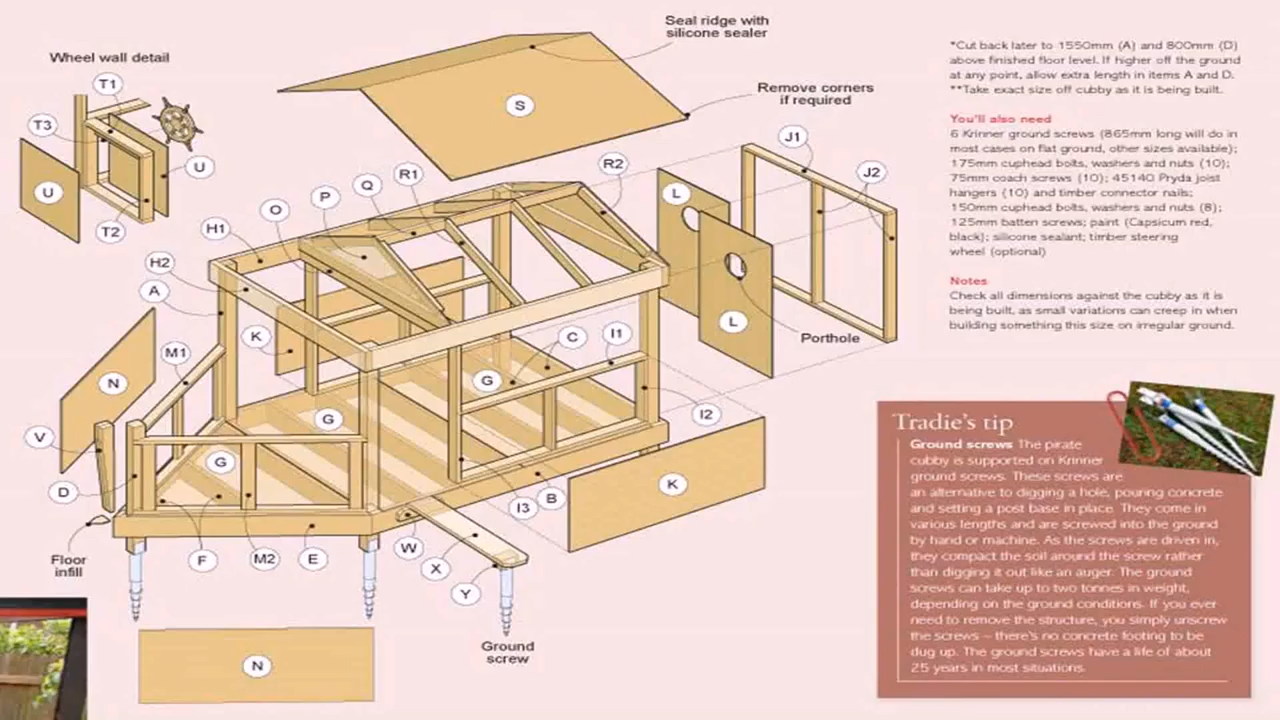 Seal ridge with
silicone sealer
Wheel wall detail
T1
T3
U
U
T2
S
Remove corners
if required
J1
J2
R2
R1
Q
P
O
L
H1
H2
A
L
Porthole
K
C
I1
M1
G
N
G
I2
V
G
K
D
B
I3
W
Floor
infill
F
M2
E
X
Y
Ground
screw
N
*Cut back later to 1550mm (A) and 800mm (D)
above finished floor level. If higher off the ground
at any point, allow extra length in items A and D.
**Take exact size off cubby as it is being built.
You'll also need
6 Krinner ground screws (865mm long will do in
most cases on flat ground, other sizes available);
175mm cuphead bolts, washers and nuts (10);
75mm coach screws (10); 45140 Pryda joist
hangers (10) and timber connector nails;
150mm cuphead bolts, washers and nuts (8);
125mm batten screws; paint (Capsicum red,
black); silicone sealant; timber steering
wheel (optional)
Notes
Check all dimensions against the cubby as it is
being built, as small variations can creep in when
building something this size on irregular ground.
Tradie's tip
Ground screws The pirate
cubby is supported on Krinner
ground screws. These screws are
an alternative to digging a hole, pouring concrete
and setting a post base in place. They come in
various lengths and are screwed into the ground
by hand or machine. As the screws are driven in,
they compact the soil around the screw rather
than digging it out like an auger. The ground
screws can take up to two tonnes in weight,
depending on the ground conditions. If you ever
need to remove the structure, you simply unscrew
the screws – there's no concrete footing to be
dug up. The ground screws have a life of about
25 years in most situations.